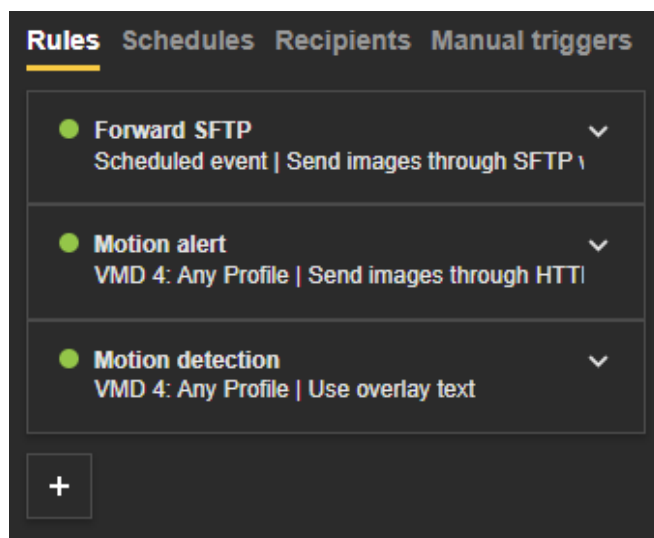 Rules Schedules Recipients Manual triggers
Forward SFTP
Scheduled event | Send images through SFTP
Motion alert
VMD 4: Any Profile | Send images through
Motion detection
VMD 4: Any Profile | Use overlay text
+